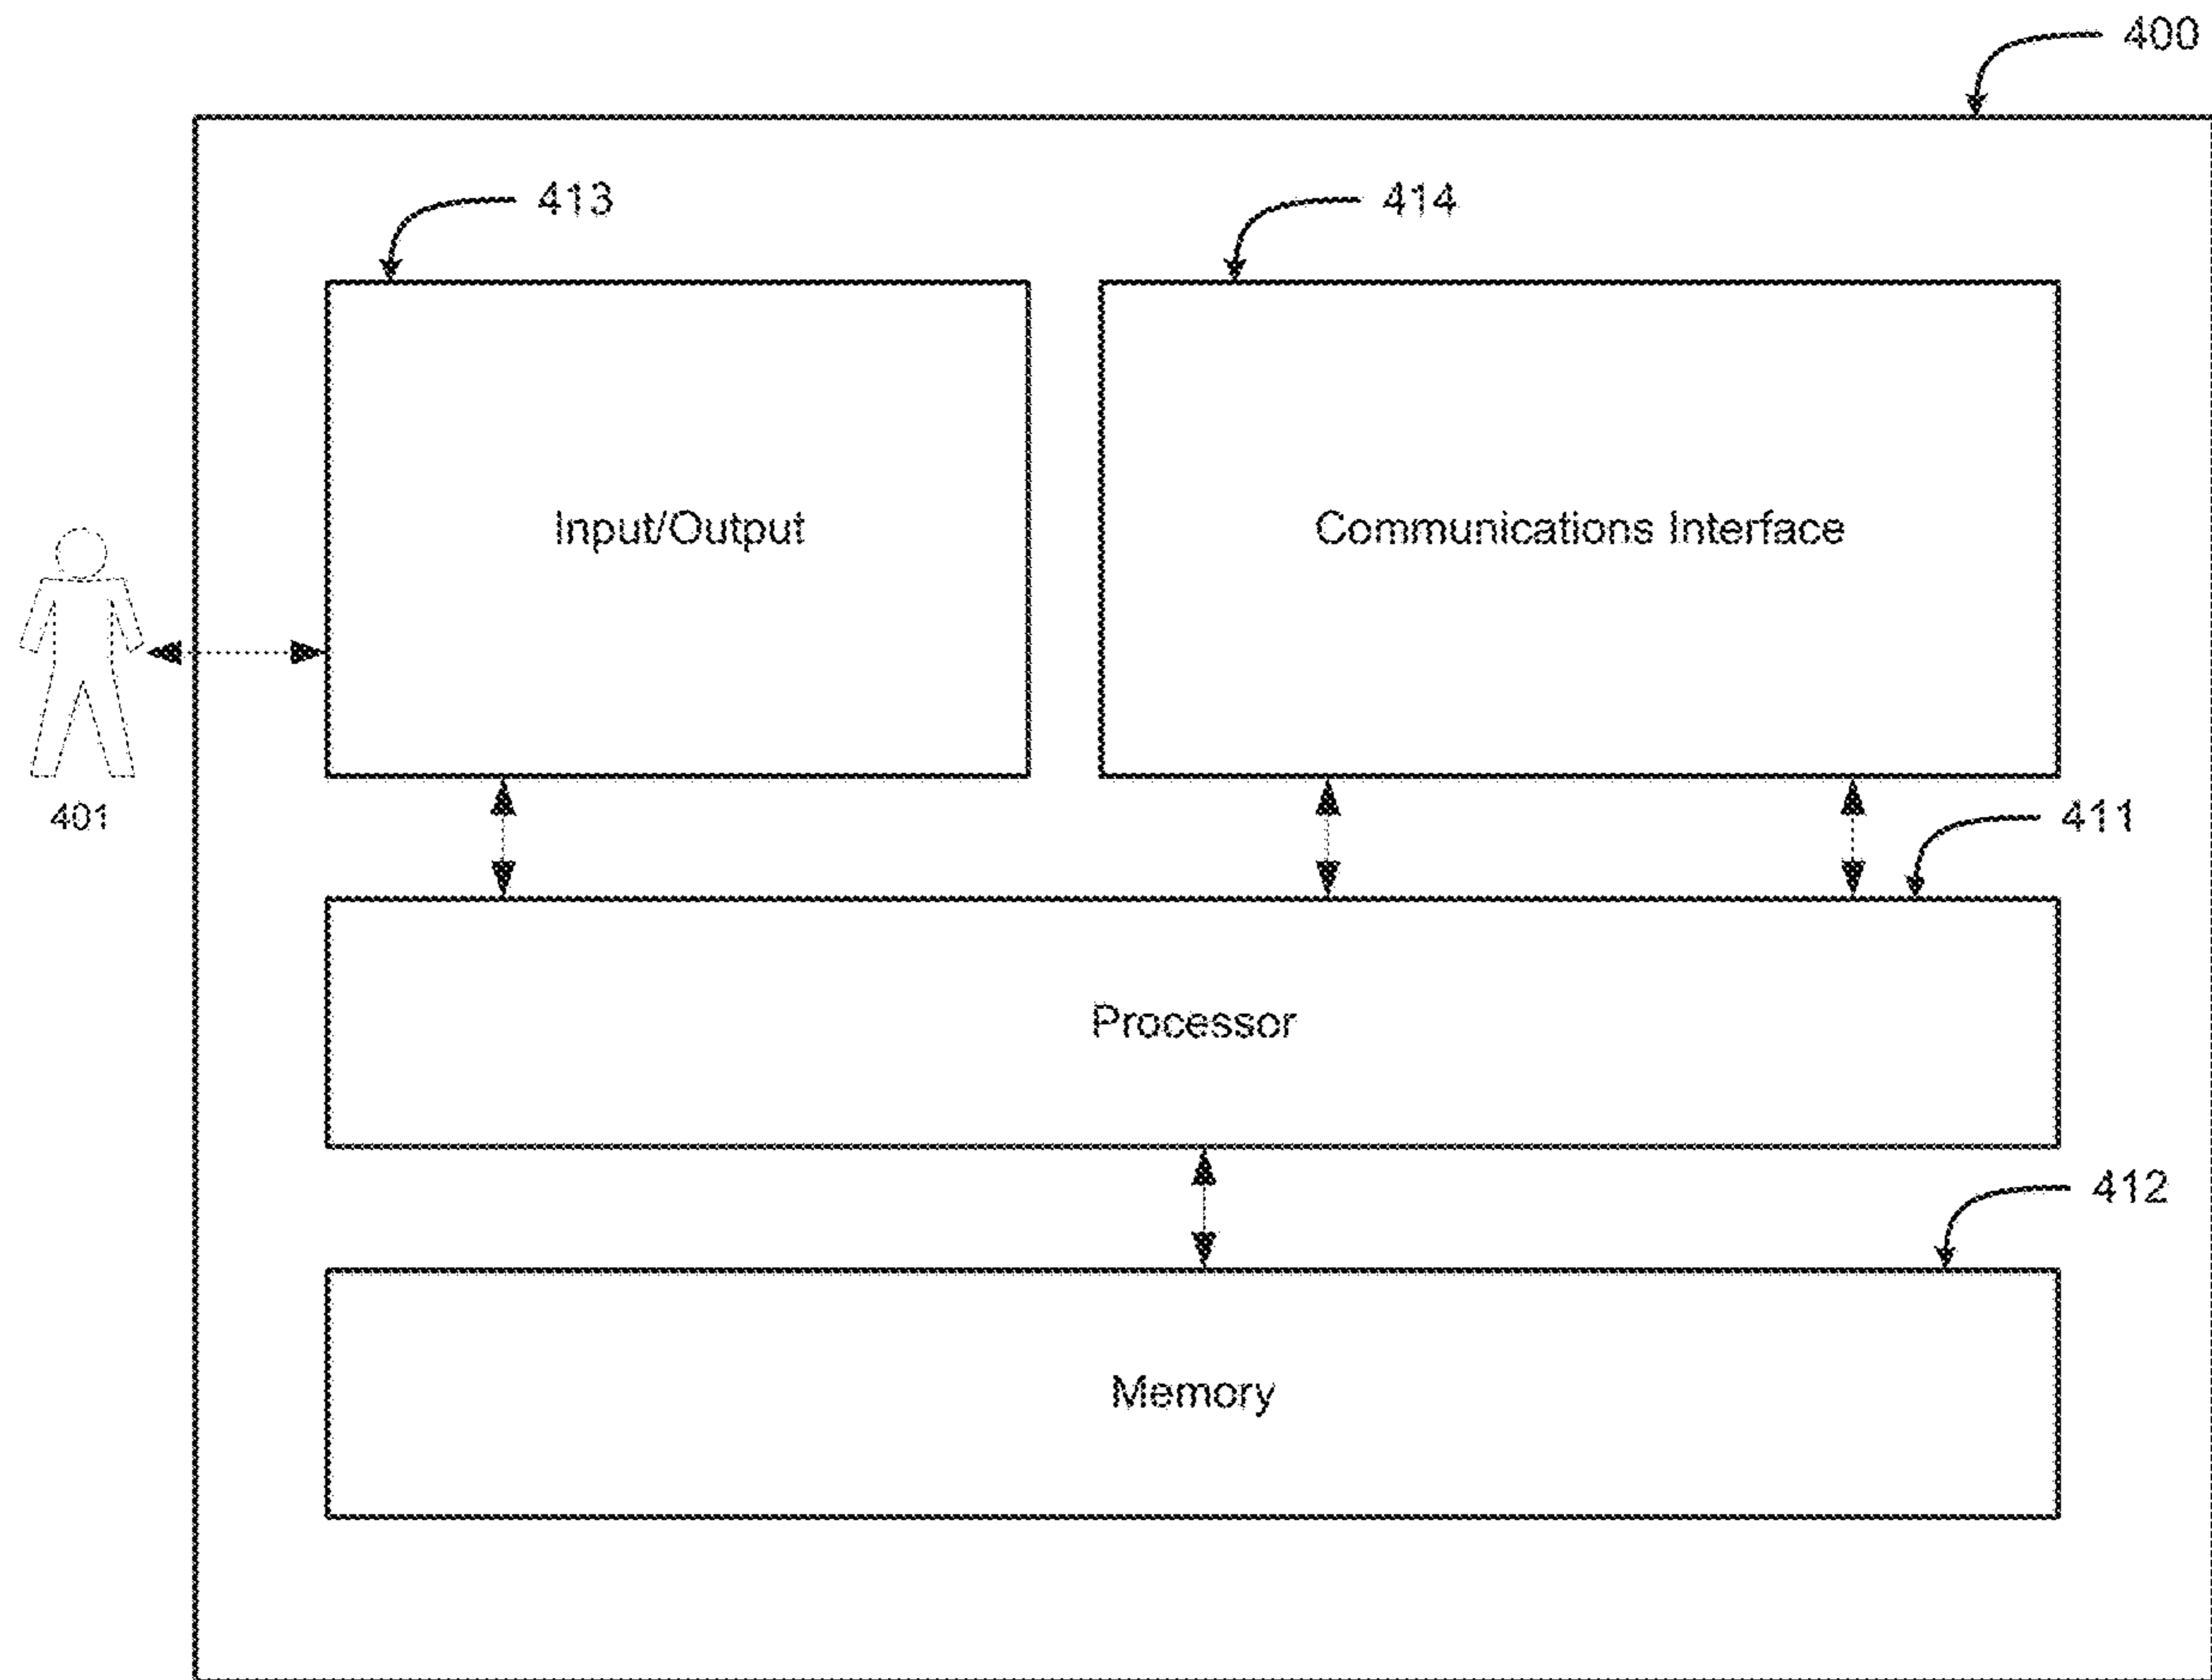 400
413
414
Input/Output
Communications Interface
401
411
Processor
412
Memory